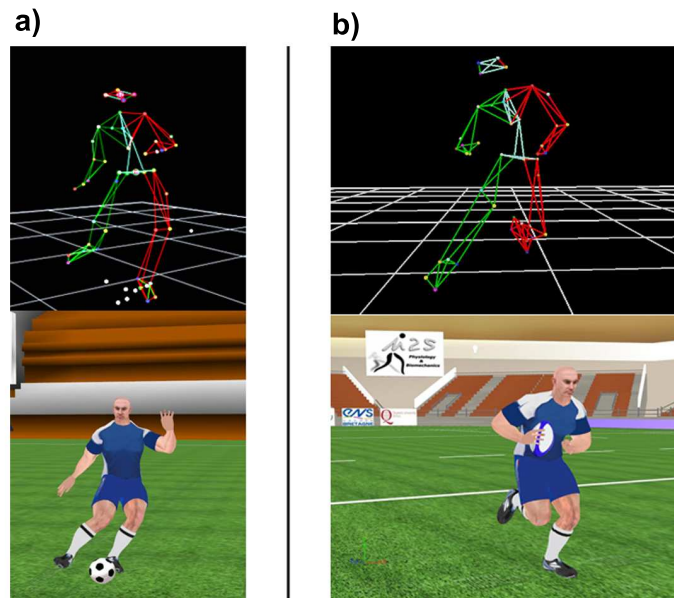 a)
b)
M2S
Physiology
&
Biomechanics
ENS
BRETAGNE
Q